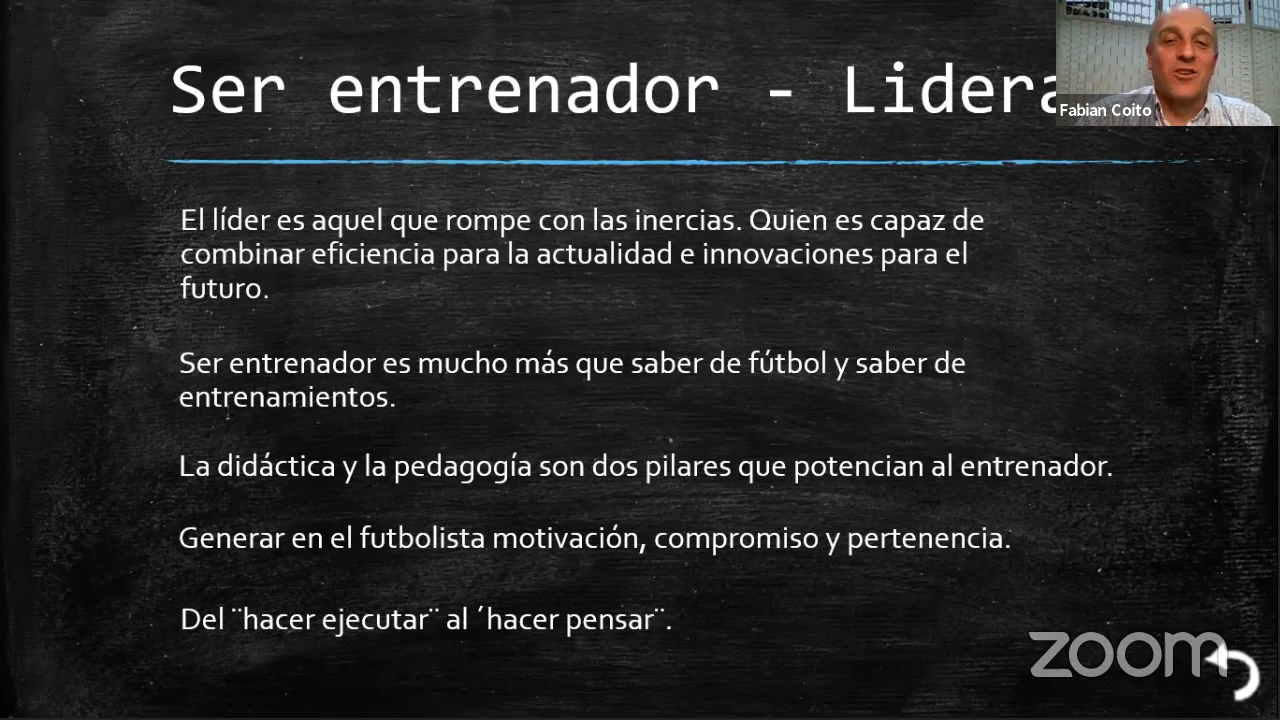 Ser entrenador - Lidera
Fabian Coito
El líder es aquel que rompe con las inercias. Quien es capaz de
combinar eficiencia para la actualidad e innovaciones para el
futuro.
Ser entrenador es mucho más que saber de fútbol y saber de
entrenamientos.
La didáctica y la pedagogía son dos pilares que potencian al entrenador.
Generar en el futbolista motivación, compromiso y pertenencia.
Del ¨hacer ejecutar¨ al ´hacer pensar¨.
zoom